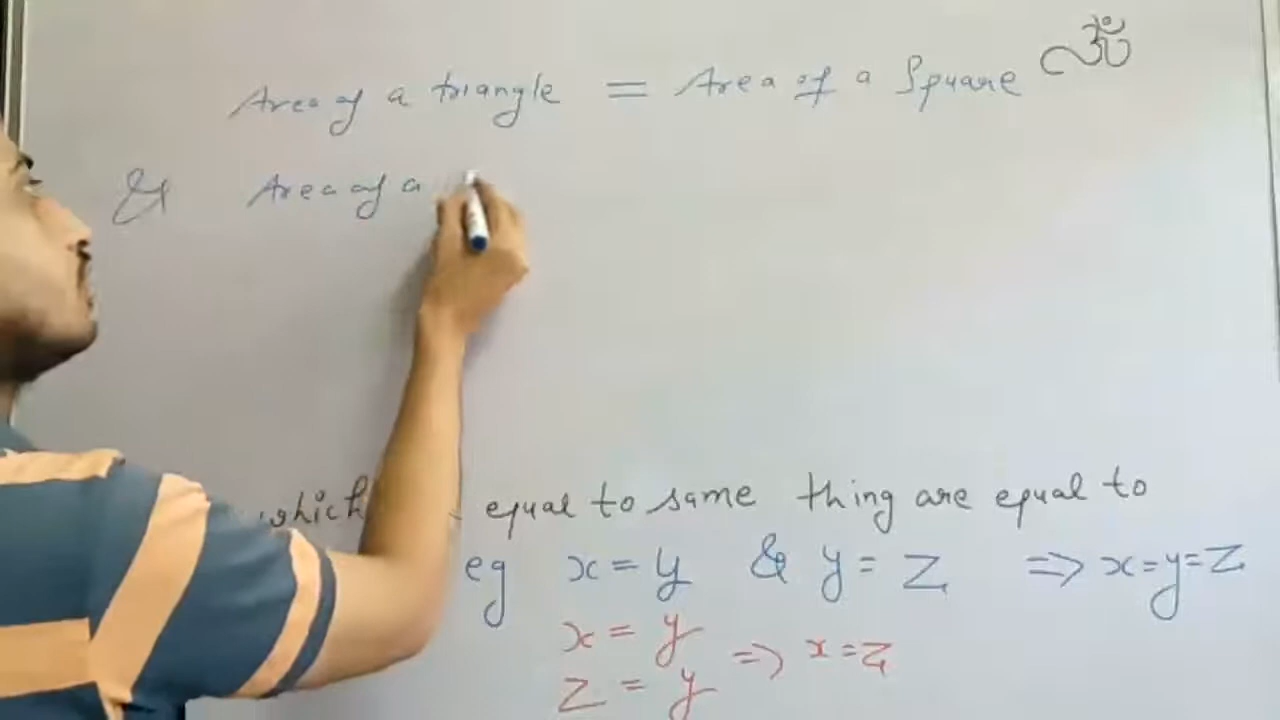 Area of a triangle = Area of a Square ॐ
& Area of a
which equal to same thing are equal to
eg x = y & y = z => x=y=z
x = y
z = y => x = z